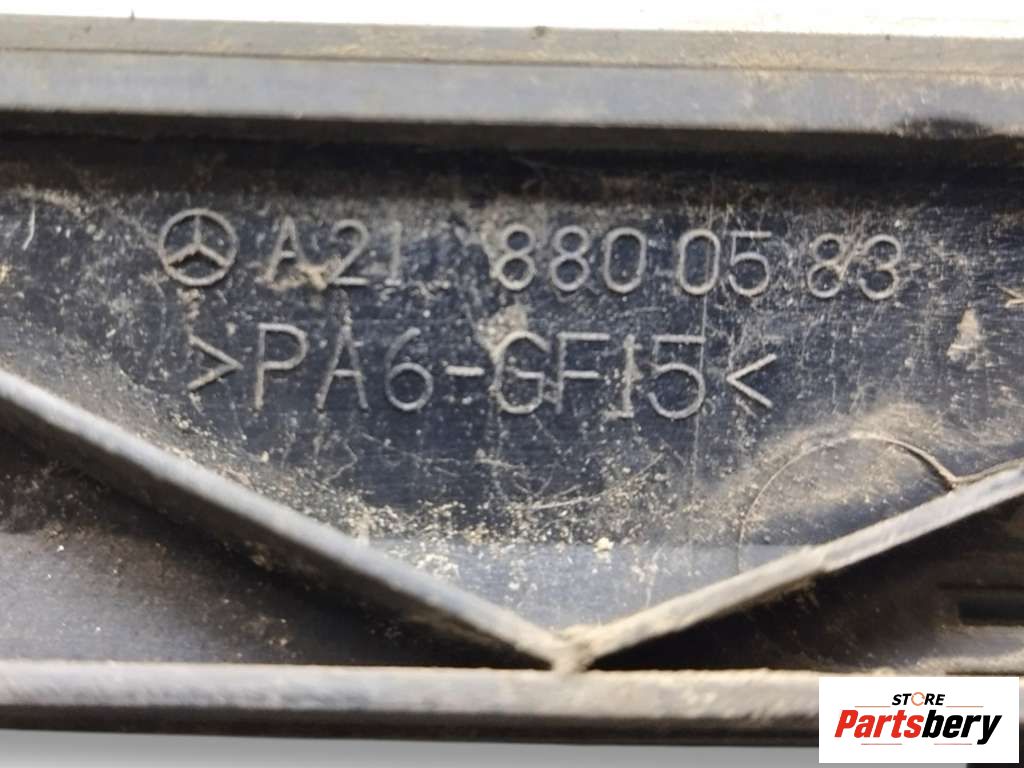 A21 880 05 83
>PA6-GF15<
STORE
Partsbery